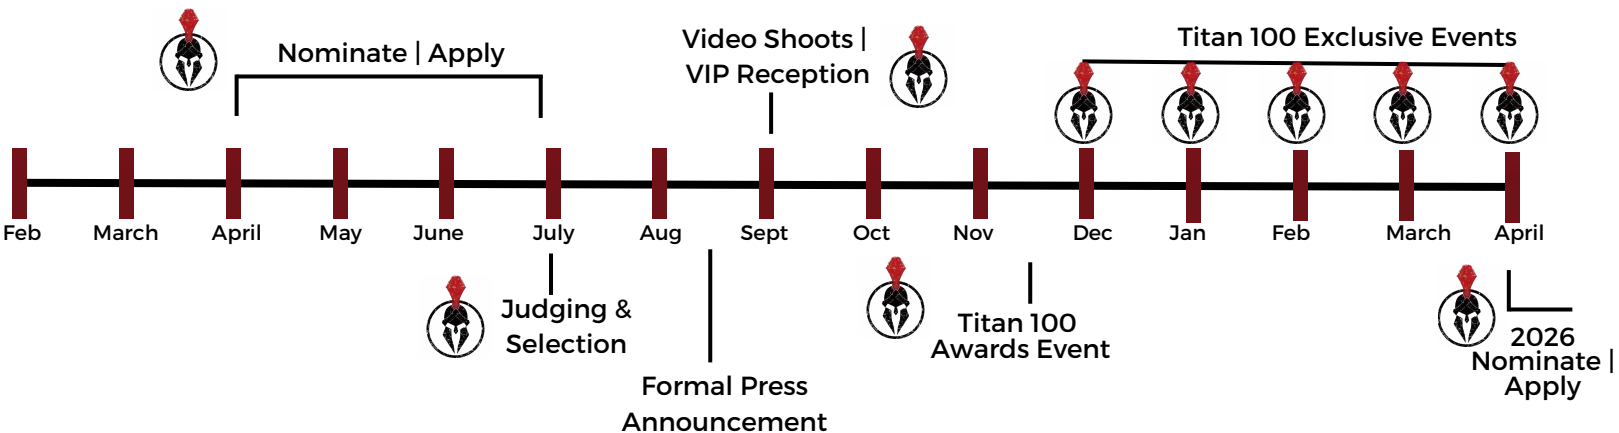 Nominate | Apply
Video Shoots |
VIP Reception
Titan 100 Exclusive Events
Feb
March
April
May
June
July
Aug
Sept
Oct
Nov
Dec
Jan
Feb
March
April
Judging &
Selection
Formal Press
Announcement
Titan 100
Awards Event
2026
Nominate |
Apply